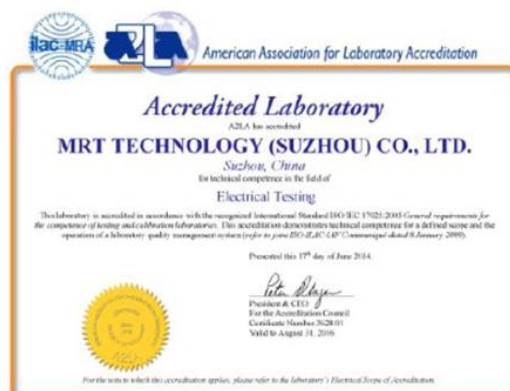 ilac-MRA
A2LA
American Association for Laboratory Accreditation
Accredited Laboratory
A2LA has accredited
MRT TECHNOLOGY (SUZHOU) CO., LTD.
Suzhou, China
for technical competence in the field of
Electrical Testing
This laboratory is accredited in accordance with the recognized International Standard ISO/IEC 17025:2005 General requirements for
the competence of testing and calibration laboratories. This accreditation demonstrates technical competence for a defined scope and the
operation of a laboratory quality management system (refer to joint ISO-ILAC-IAF Communiqué dated 8 January 2009).
Presented this 17th day of June 2014.
President & CEO
For the Accreditation Council
Certificate Number 3628.01
Valid to August 31, 2016
A2LA
For the tests to which this accreditation applies, please refer to the laboratory's Electrical Scope of Accreditation